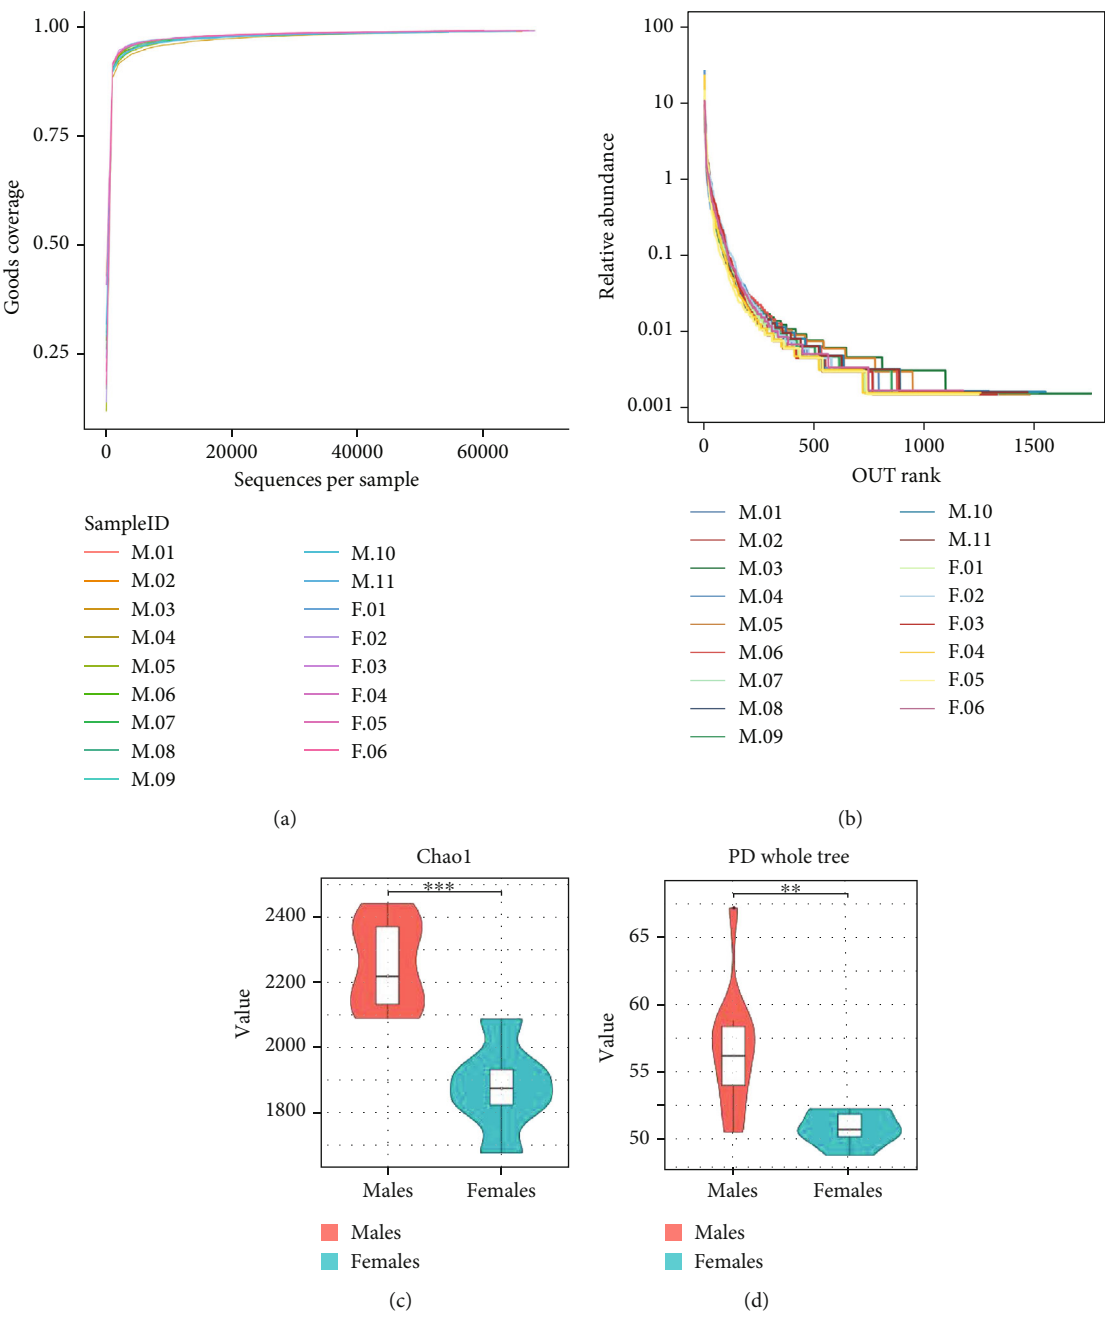 1.00
0.75
0.50
0.25
Goods coverage
0
20000
40000
60000
Sequences per sample
SampleID
M.01
M.02
M.03
M.04
M.05
M.06
M.07
M.08
M.09
M.10
M.11
F.01
F.02
F.03
F.04
F.05
F.06
(a)
100
10
1
0.1
0.01
0.001
Relative abundance
0
500
1000
1500
OUT rank
M.01
M.02
M.03
M.04
M.05
M.06
M.07
M.08
M.09
M.10
M.11
F.01
F.02
F.03
F.04
F.05
F.06
(b)
Chao1
***
2400
2200
2000
1800
Value
Males
Females
Males
Females
(c)
PD whole tree
**
65
60
55
50
Value
Males
Females
Males
Females
(d)